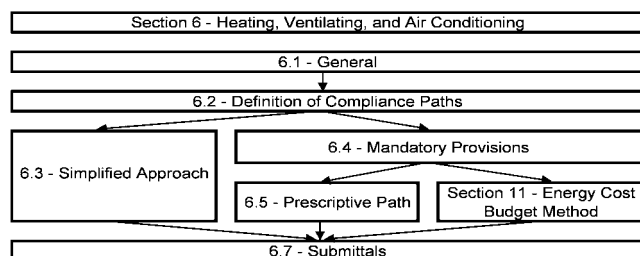 Section 6 - Heating, Ventilating, and Air Conditioning
6.1 - General
6.2 - Definition of Compliance Paths
6.3 - Simplified Approach
6.4 - Mandatory Provisions
6.5 - Prescriptive Path
Section 11 - Energy Cost
Budget Method
6.7 - Submittals